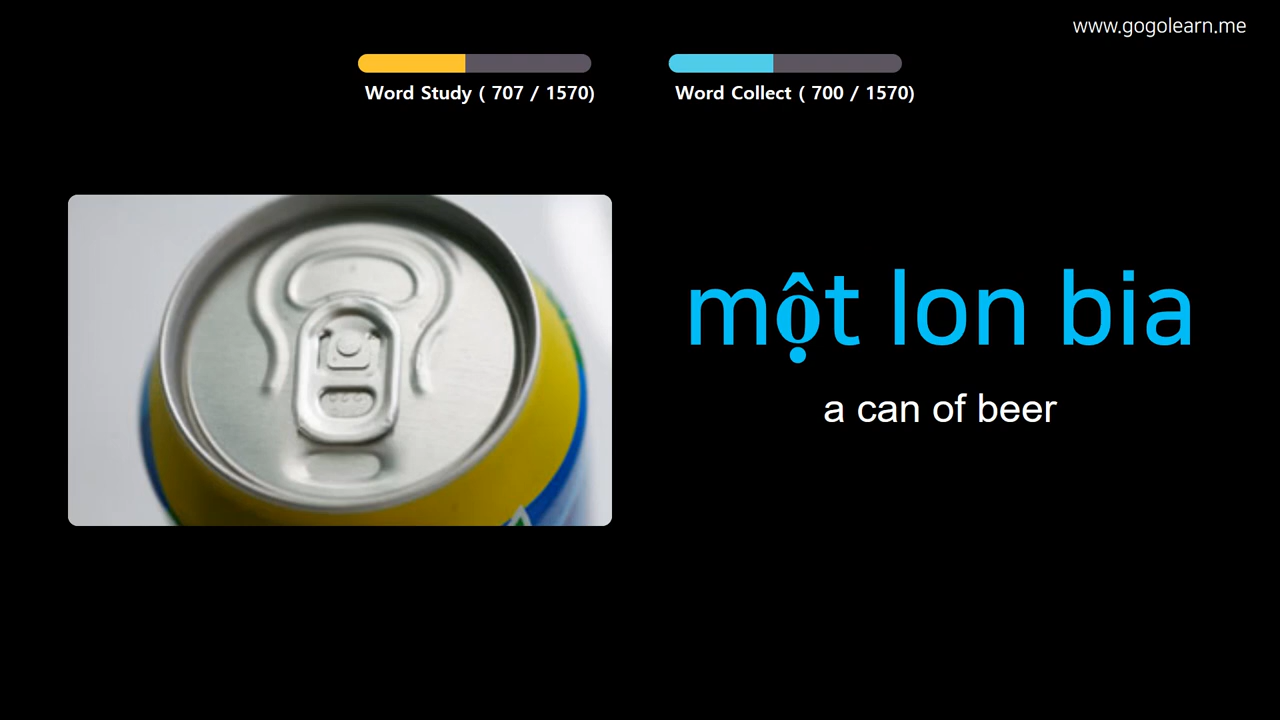 www.gogolearn.me
Word Study ( 707 / 1570)
Word Collect ( 700 / 1570)
một lon bia
a can of beer